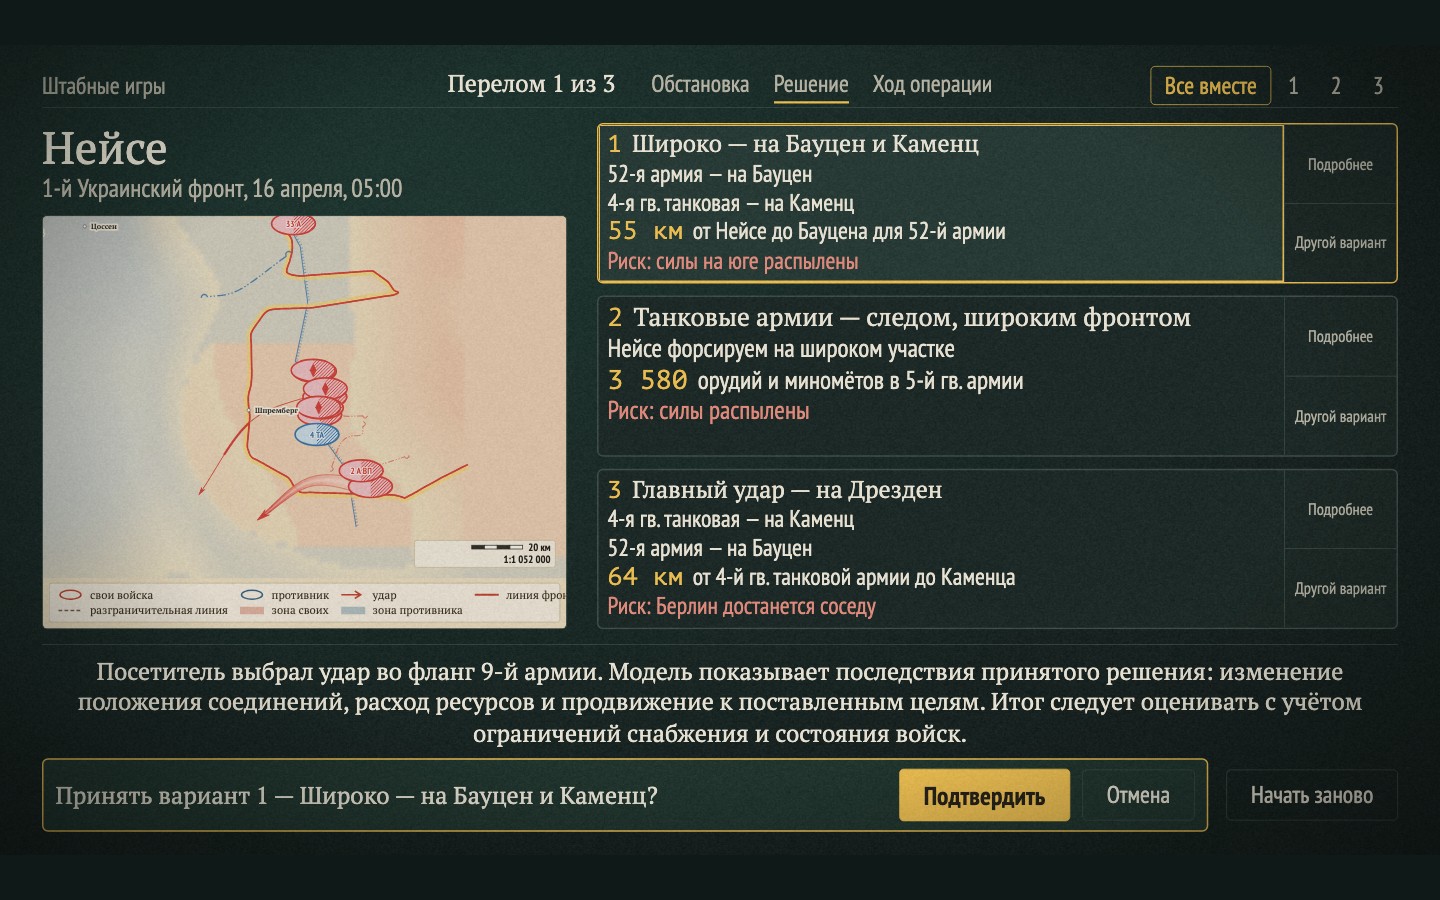 Штабные игры
Перелом 1 из 3
Обстановка
Решение
Ход операции
Все вместе
1
2
3
Нейсе
1-й Украинский фронт, 16 апреля, 05:00
Цоссен
33 А
Шпремберг
4 ТА
2 А ВП
20 км
1:1 052 000
свои войска
противник
удар
линия фрон
разграничительная линия
зона своих
зона противника
1 Широко — на Бауцен и Каменц
52-я армия — на Бауцен
4-я гв. танковая — на Каменц
55 км от Нейсе до Бауцена для 52-й армии
Риск: силы на юге распылены
Подробнее
Другой вариант
2 Танковые армии — следом, широким фронтом
Нейсе форсируем на широком участке
3 580 орудий и миномётов в 5-й гв. армии
Риск: силы распылены
Подробнее
Другой вариант
3 Главный удар — на Дрезден
4-я гв. танковая — на Каменц
52-я армия — на Бауцен
64 км от 4-й гв. танковой армии до Каменца
Риск: Берлин достанется соседу
Подробнее
Другой вариант
Посетитель выбрал удар во фланг 9-й армии. Модель показывает последствия принятого решения: изменение
положения соединений, расход ресурсов и продвижение к поставленным целям. Итог следует оценивать с учётом
ограничений снабжения и состояния войск.
Принять вариант 1 — Широко — на Бауцен и Каменц?
Подтвердить
Отмена
Начать заново